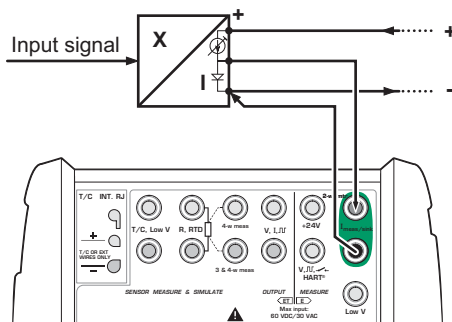 +
X
Input signal
+
I
-
T/C INT. RJ
+
T/C OR EXT
WIRES ONLY
-
T/C, Low V
R, RTD
4-w meas
3 & 4-w meas
V, I, ⎍
+24V
V, ⎍,
HART®
Low V
SENSOR MEASURE & SIMULATE
OUTPUT
MEASURE
ET E
Max input:
60 VDC/30 VAC